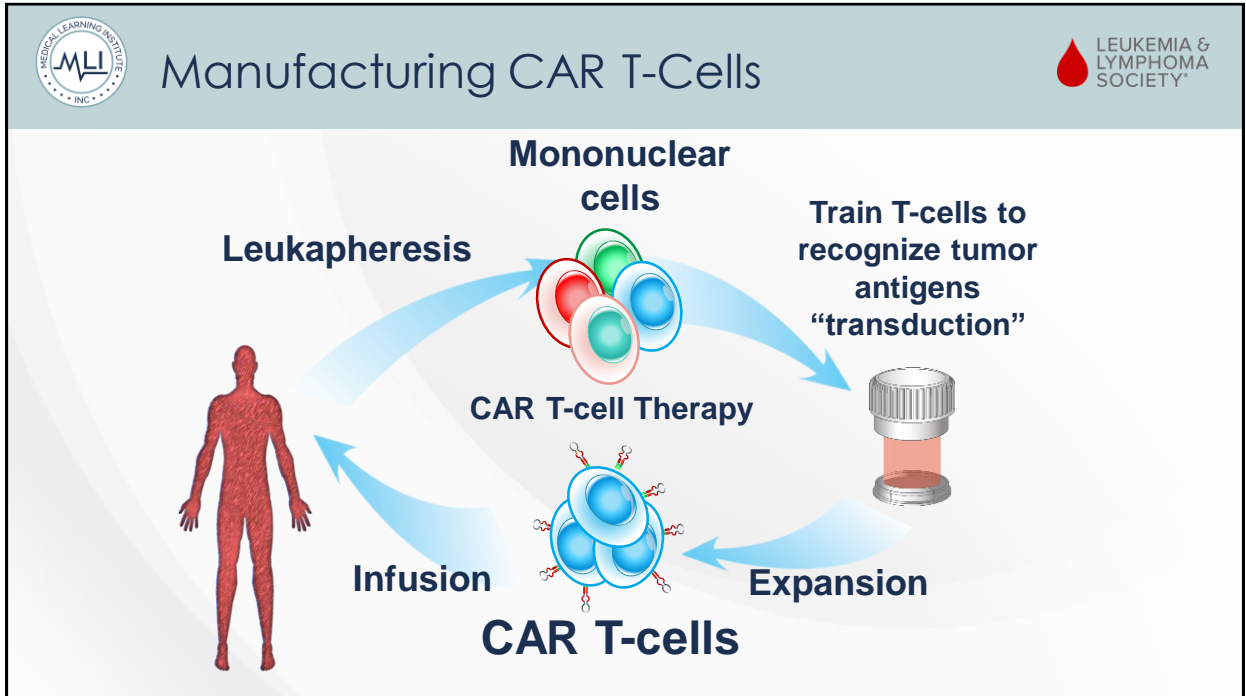 MEDICAL LEARNING INSTITUTE
MLI
INC
Manufacturing CAR T-Cells
LEUKEMIA &
LYMPHOMA
SOCIETY®
Mononuclear
cells
Leukapheresis
Train T-cells to
recognize tumor
antigens
“transduction”
CAR T-cell Therapy
Infusion
Expansion
CAR T-cells